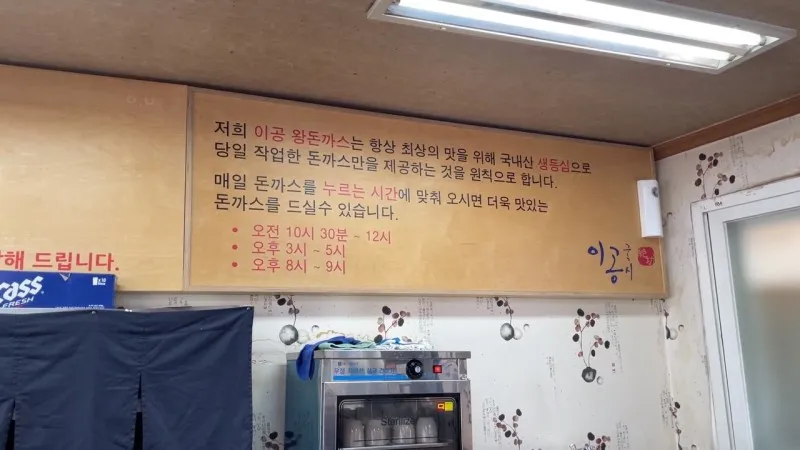 저희 이공 왕돈까스는 항상 최상의 맛을 위해 국내산 생등심으로
당일 작업한 돈까스만을 제공하는 것을 원칙으로 합니다.
매일 돈까스를 누르는 시간에 맞춰 오시면 더욱 맛있는
돈까스를 드실수 있습니다.
• 오전 10시 30분 ~ 12시
• 오후 3시 ~ 5시
• 오후 8시 ~ 9시
이공
해 드립니다.
ass
FRESH
Sterilizer